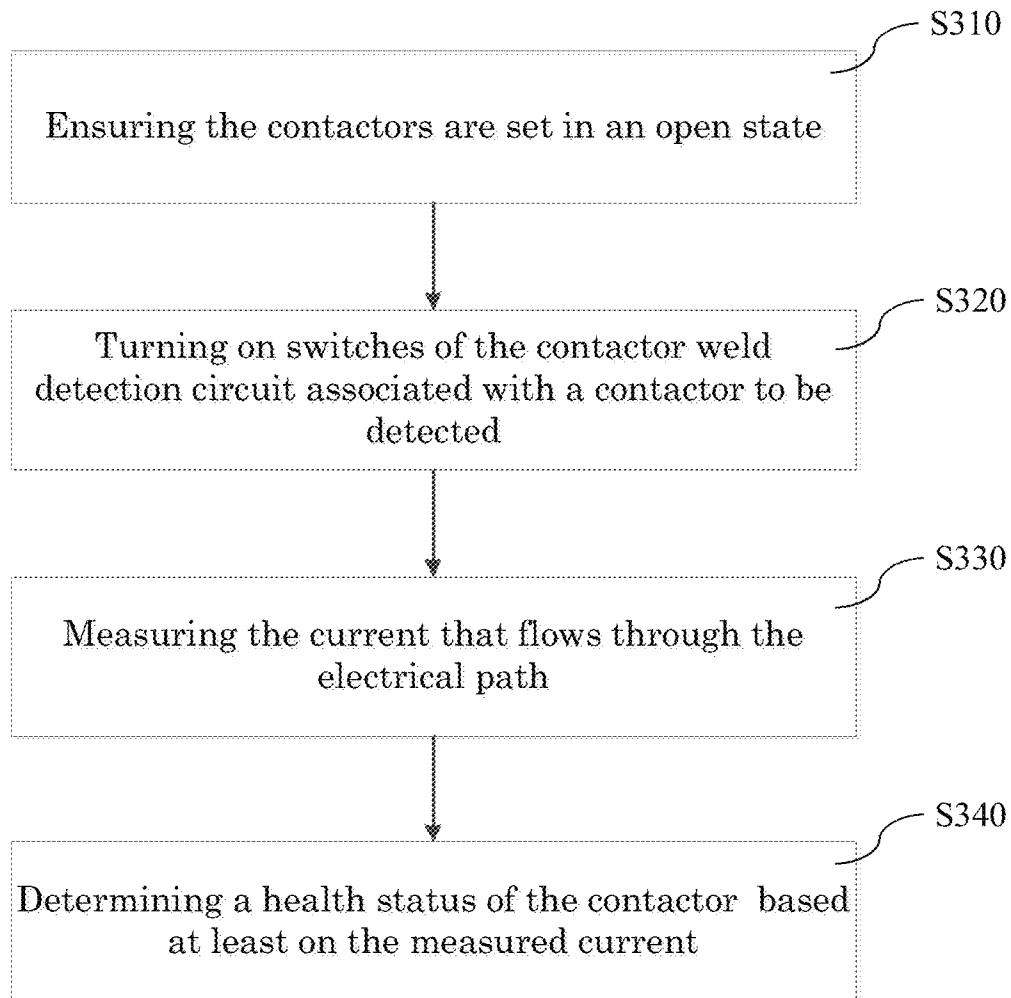 S310
Ensuring the contactors are set in an open state
S320
Turning on switches of the contactor weld
detection circuit associated with a contactor to be
detected
S330
Measuring the current that flows through the
electrical path
S340
Determining a health status of the contactor based
at least on the measured current